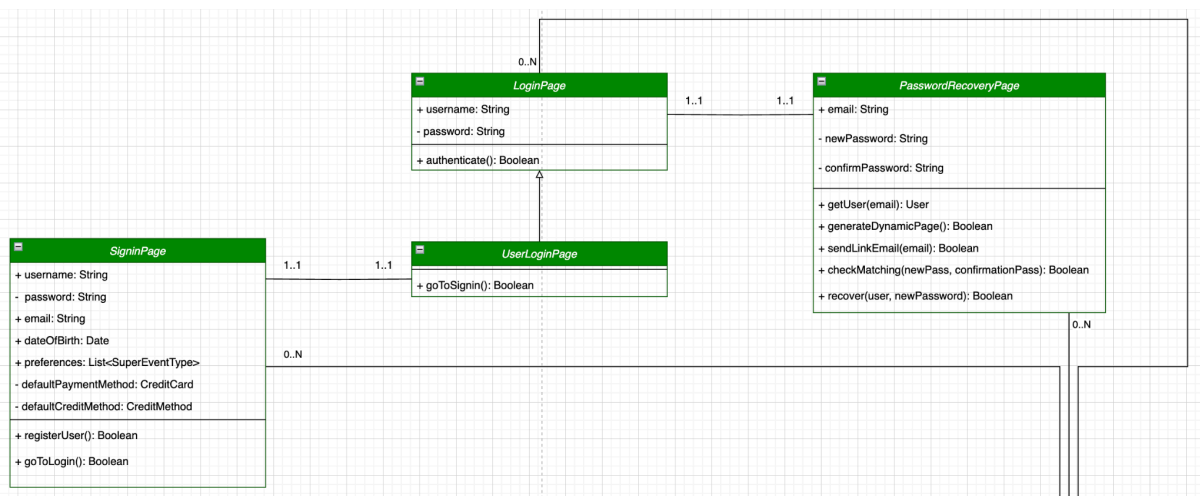 0..N
LoginPage
+ username: String
- password: String
+ authenticate(): Boolean
1..1
1..1
PasswordRecoveryPage
+ email: String
- newPassword: String
- confirmPassword: String
+ getUser(email): User
+ generateDynamicPage(): Boolean
+ sendLinkEmail(email): Boolean
+ checkMatching(newPass, confirmationPass): Boolean
+ recover(user, newPassword): Boolean
0..N
SigninPage
+ username: String
- password: String
+ email: String
+ dateOfBirth: Date
+ preferences: List<SuperEventType>
- defaultPaymentMethod: CreditCard
- defaultCreditMethod: CreditMethod
+ registerUser(): Boolean
+ goToLogin(): Boolean
1..1
1..1
UserLoginPage
+ goToSignin(): Boolean
0..N